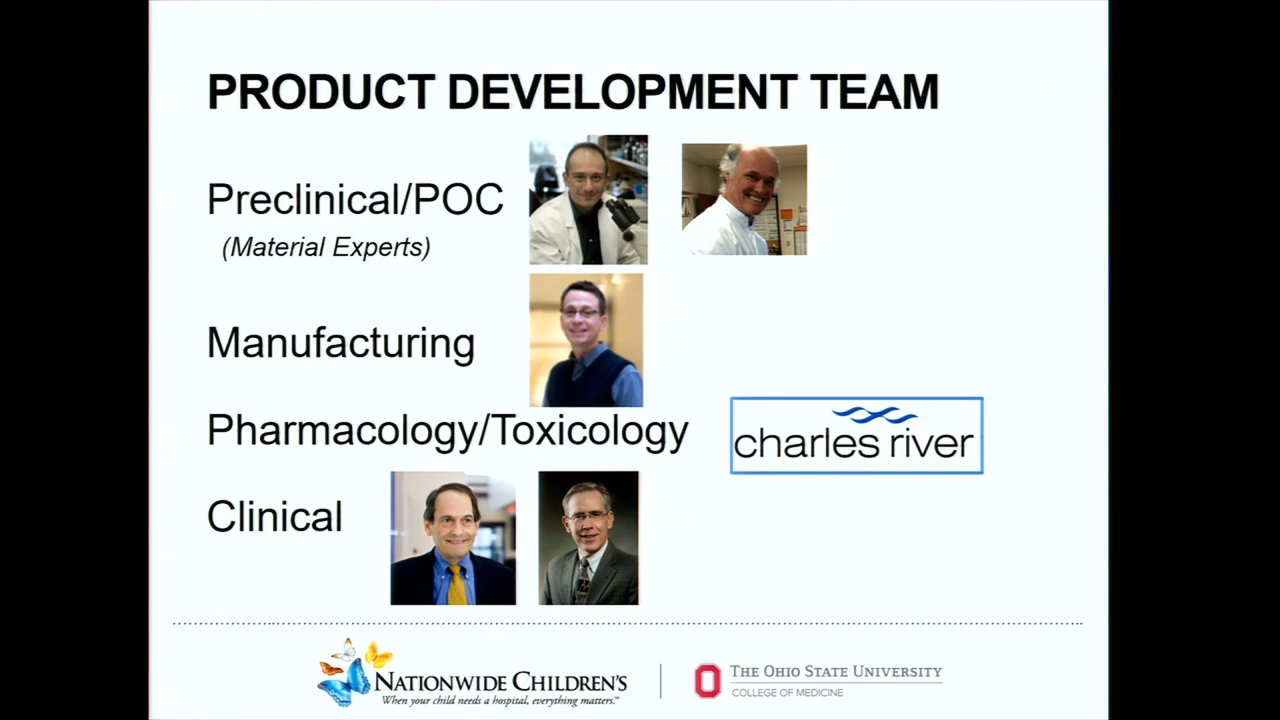 PRODUCT DEVELOPMENT TEAM
Preclinical/POC
(Material Experts)
Manufacturing
Pharmacology/Toxicology
charles river
Clinical
NATIONWIDE CHILDREN'S
When your child needs a hospital, everything matters.™
THE OHIO STATE UNIVERSITY
COLLEGE OF MEDICINE